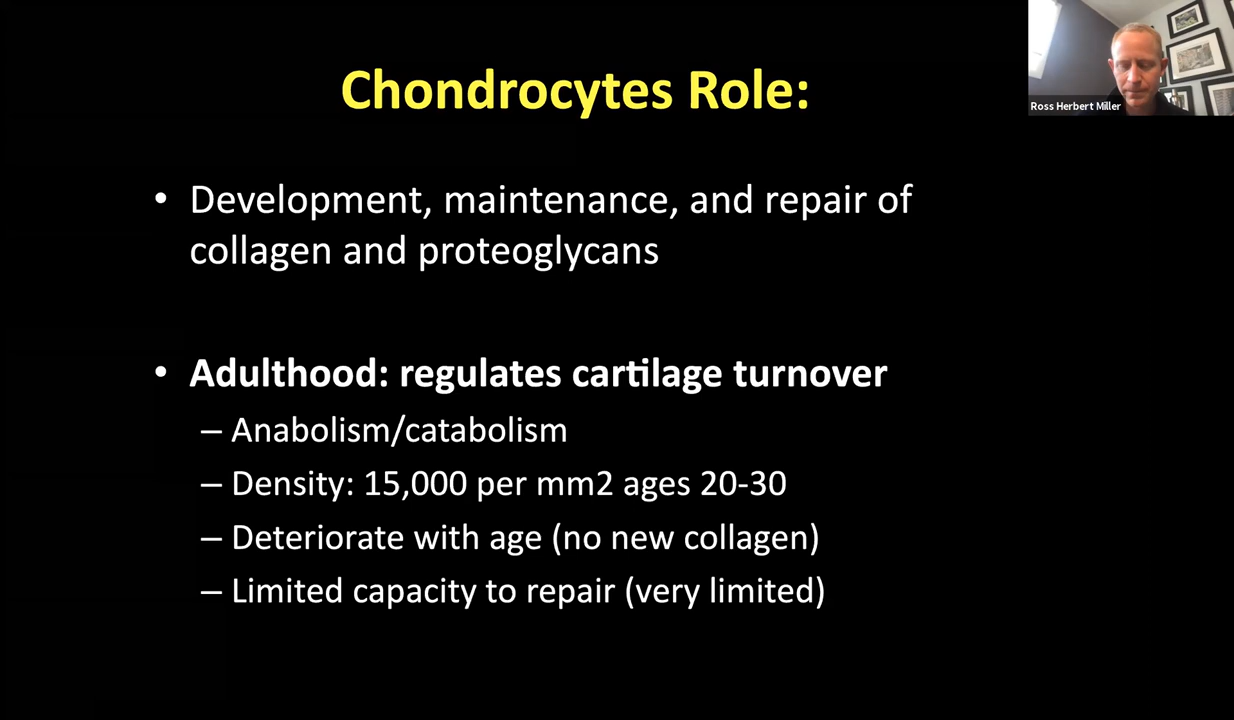 Chondrocytes Role:
Ross Herbert Miller
• Development, maintenance, and repair of
collagen and proteoglycans
• Adulthood: regulates cartilage turnover
– Anabolism/catabolism
– Density: 15,000 per mm2 ages 20-30
– Deteriorate with age (no new collagen)
– Limited capacity to repair (very limited)